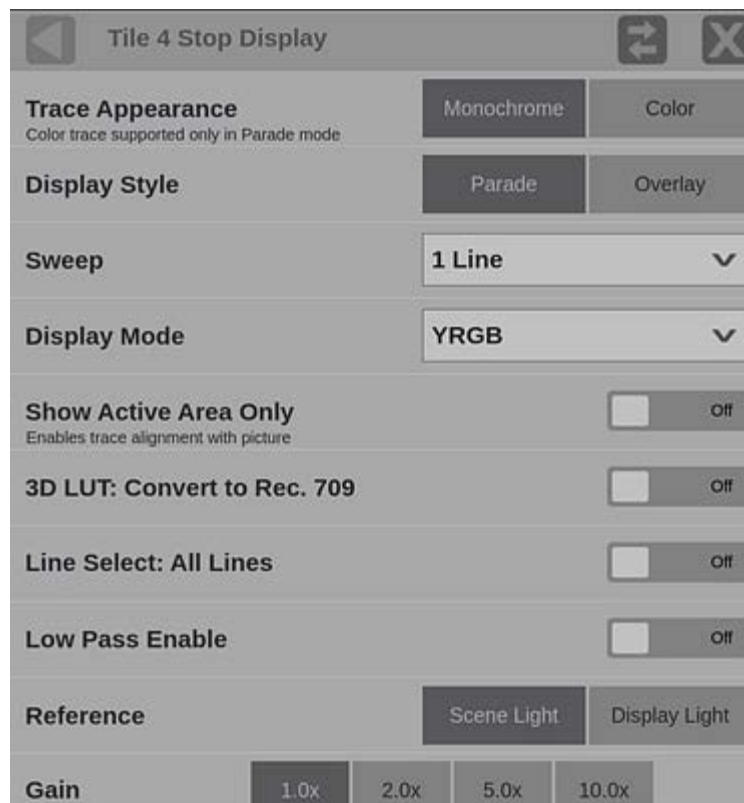 Tile 4 Stop Display
Trace Appearance
Monochrome
Color
Color trace supported only in Parade mode
Display Style
Parade
Overlay
Sweep
1 Line
Display Mode
YRGB
Show Active Area Only
Off
Enables trace alignment with picture
3D LUT: Convert to Rec. 709
Off
Line Select: All Lines
Off
Low Pass Enable
Off
Reference
Scene Light
Display Light
Gain
1.0x
2.0x
5.0x
10.0x